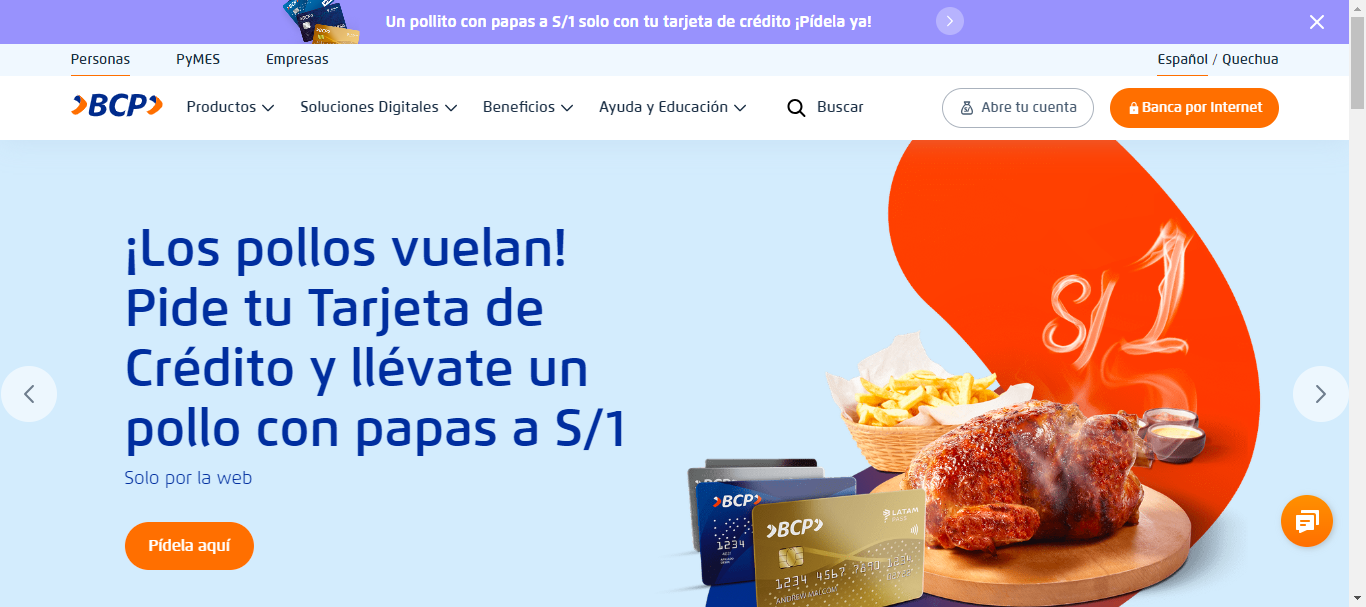 Un pollito con papas a S/1 solo con tu tarjeta de crédito ¡Pídela ya!
Personas PyMES Empresas Español / Quechua
BCP Productos Soluciones Digitales Beneficios Ayuda y Educación Buscar Abre tu cuenta Banca por Internet
¡Los pollos vuelan!
Pide tu Tarjeta de
Crédito y llévate un
pollo con papas a S/1
Solo por la web
Pídela aquí
S/1
BCP
1234
BCP
LATAM
PASS
1234 4567 7890 1234